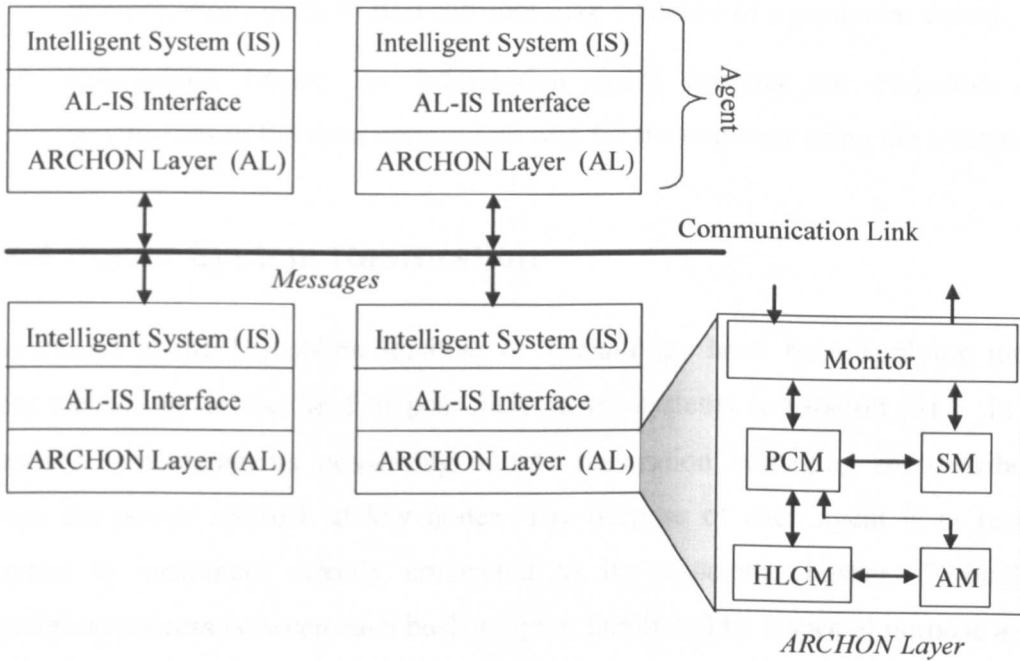 Intelligent System (IS)
AL-IS Interface
ARCHON Layer (AL)
Intelligent System (IS)
AL-IS Interface
ARCHON Layer (AL)
Agent
Communication Link
Messages
Intelligent System (IS)
AL-IS Interface
ARCHON Layer (AL)
Intelligent System (IS)
AL-IS Interface
ARCHON Layer (AL)
Monitor
PCM
SM
HLCM
AM
ARCHON Layer